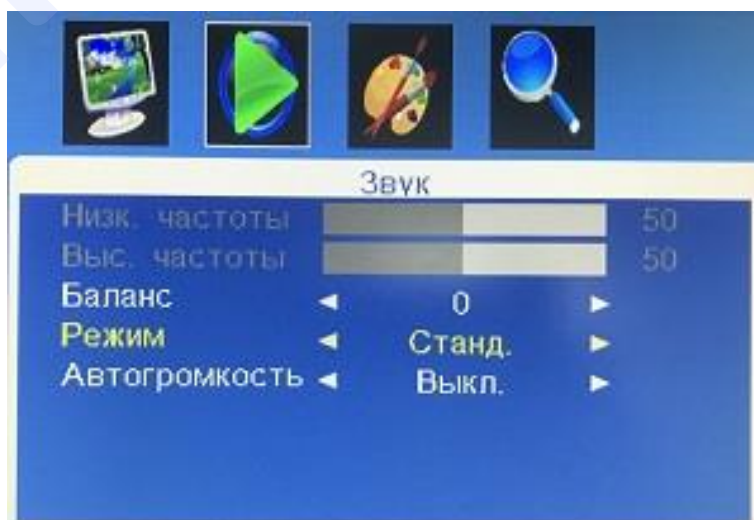 Звук
Низк. частоты 50
Выс. частоты 50
Баланс 0
Режим Станд.
Автогромкость Выкл.